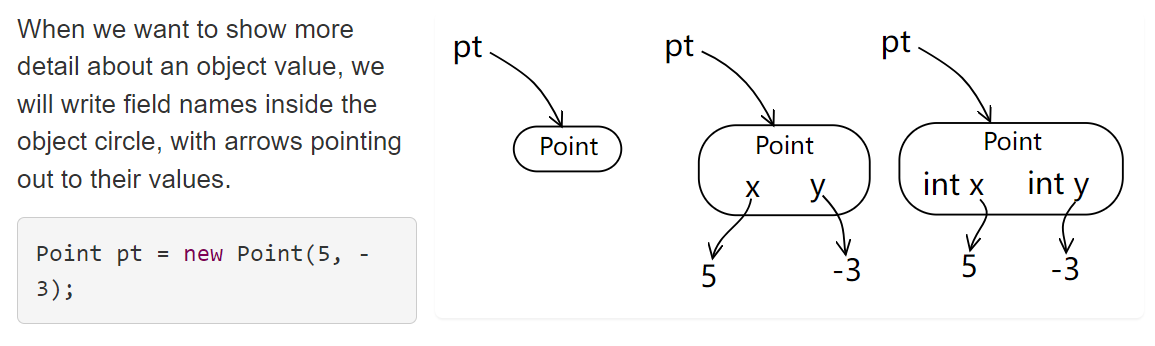 When we want to show more
detail about an object value, we
will write field names inside the
object circle, with arrows pointing
out to their values.
Point pt = new Point(5, -
3);
pt
Point
pt
Point
x y
5 -3
pt
Point
int x int y
5 -3